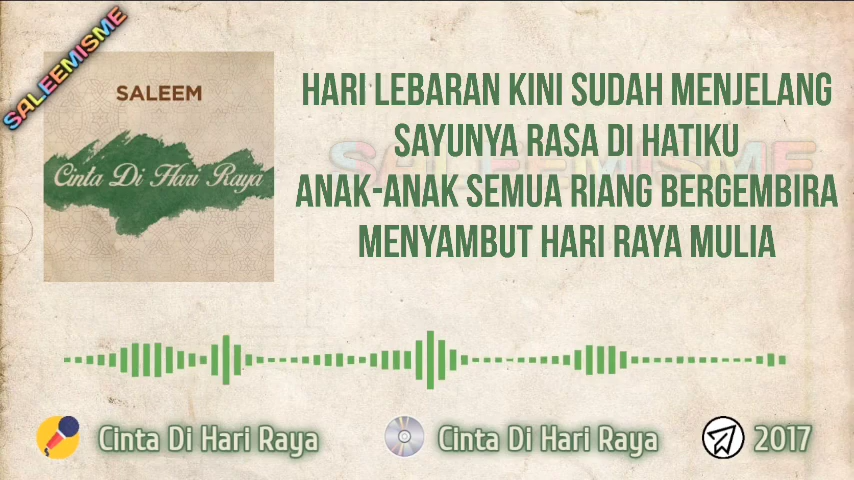 SALEEMISME
SALEEM
Cinta Di Hari Raya
HARI LEBARAN KINI SUDAH MENJELANG
SAYUNYA RASA DI HATIKU
SALEEMISME
ANAK-ANAK SEMUA RIANG BERGEMBIRA
MENYAMBUT HARI RAYA MULIA
Cinta Di Hari Raya
Cinta Di Hari Raya
2017